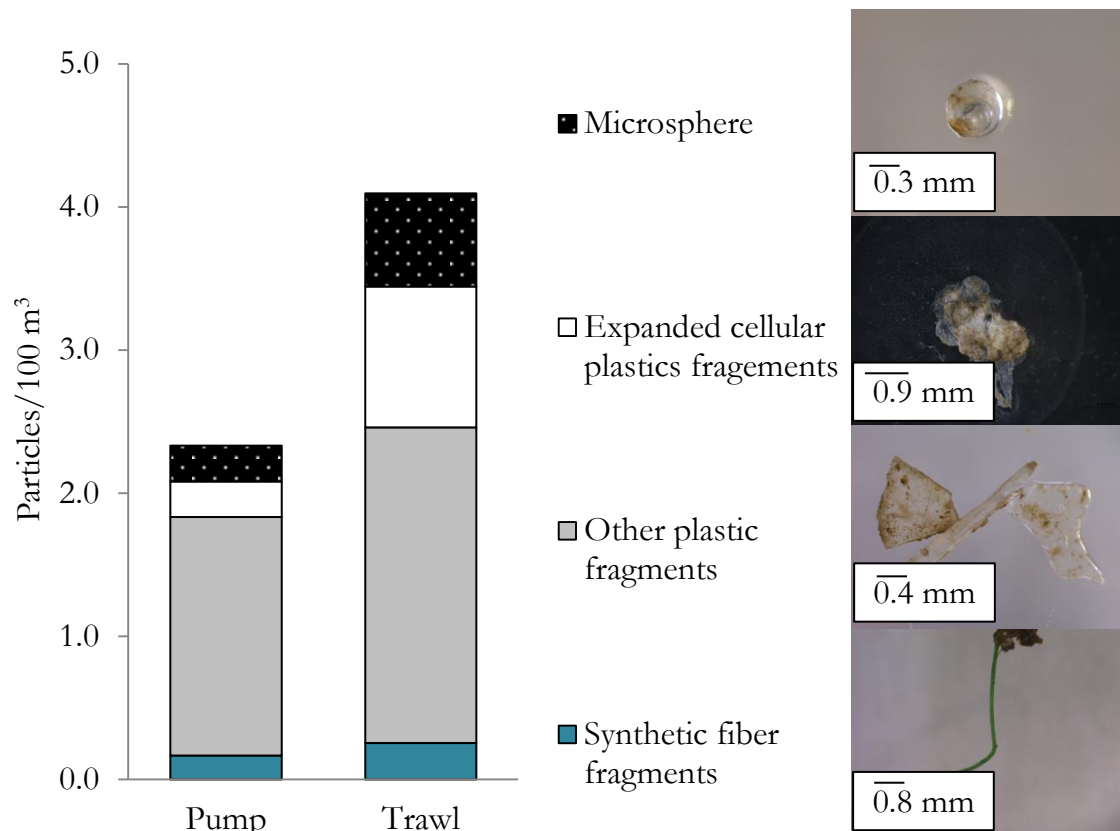 5.0
4.0
3.0
2.0
1.0
0.0
Particles/100 m³
Pump
Trawl
Microsphere
Expanded cellular
plastics fragements
Other plastic
fragments
Synthetic fiber
fragments
0.3 mm
0.9 mm
0.4 mm
0.8 mm